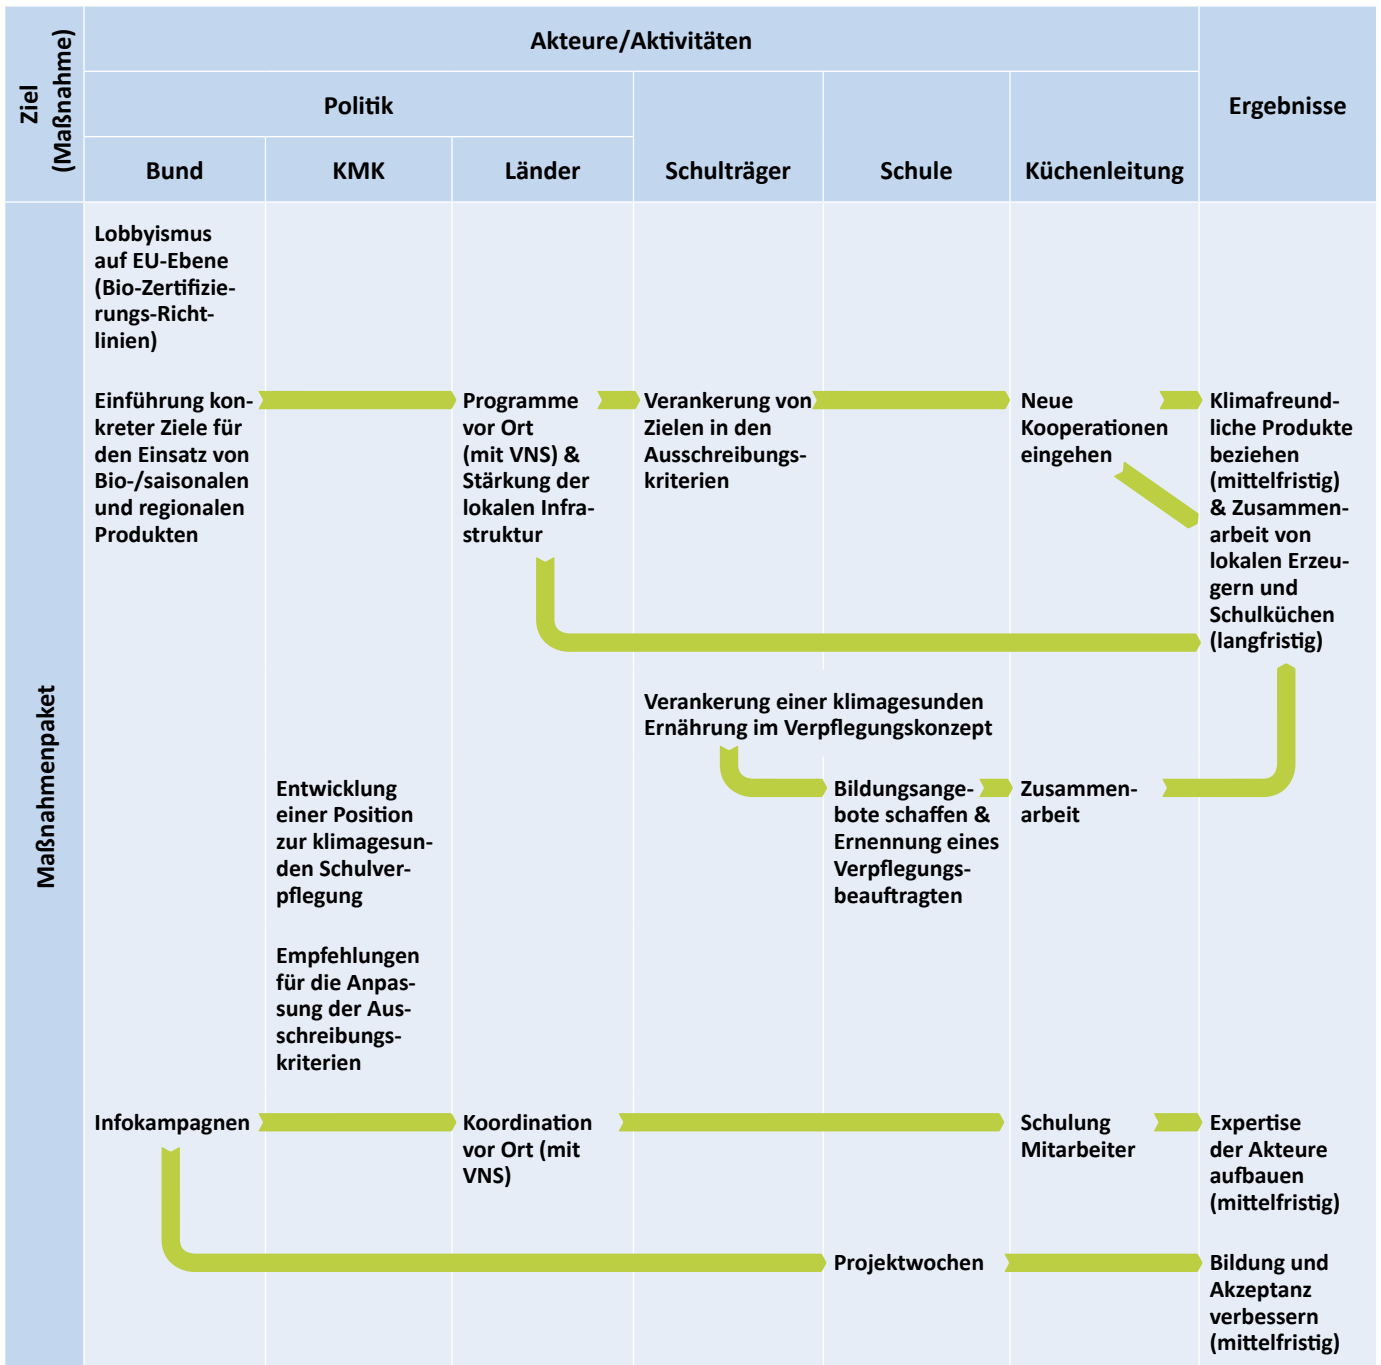 Ziel
(Maßnahme)
Akteure/Aktivitäten
Ergebnisse
Politik
Bund
KMK
Länder
Schulträger
Schule
Küchenleitung
Maßnahmenpaket
Lobbyismus
auf EU-Ebene
(Bio-Zertifizie-
rungs-Richt-
linien)
Einführung kon-
kreter Ziele für
den Einsatz von
Bio-/saisonalen
und regionalen
Produkten
Programme
vor Ort
(mit VNS) &
Stärkung der
lokalen Infra-
struktur
Verankerung von
Zielen in den
Ausschreibungs-
kriterien
Neue
Kooperationen
eingehen
Klimafreund-
liche Produkte
beziehen
(mittelfristig)
& Zusammen-
arbeit von
lokalen Erzeu-
gern und
Schulküchen
(langfristig)
Verankerung einer klimagesunden
Ernährung im Verpflegungskonzept
Entwicklung
einer Position
zur klimagesun-
den Schulver-
pflegung
Bildungsange-
bote schaffen &
Ernennung eines
Verpflegungs-
beauftragten
Zusammen-
arbeit
Empfehlungen
für die Anpas-
sung der Aus-
schreibungs-
kriterien
Infokampagnen
Koordination
vor Ort (mit
VNS)
Schulung
Mitarbeiter
Expertise
der Akteure
aufbauen
(mittelfristig)
Projektwochen
Bildung und
Akzeptanz
verbessern
(mittelfristig)